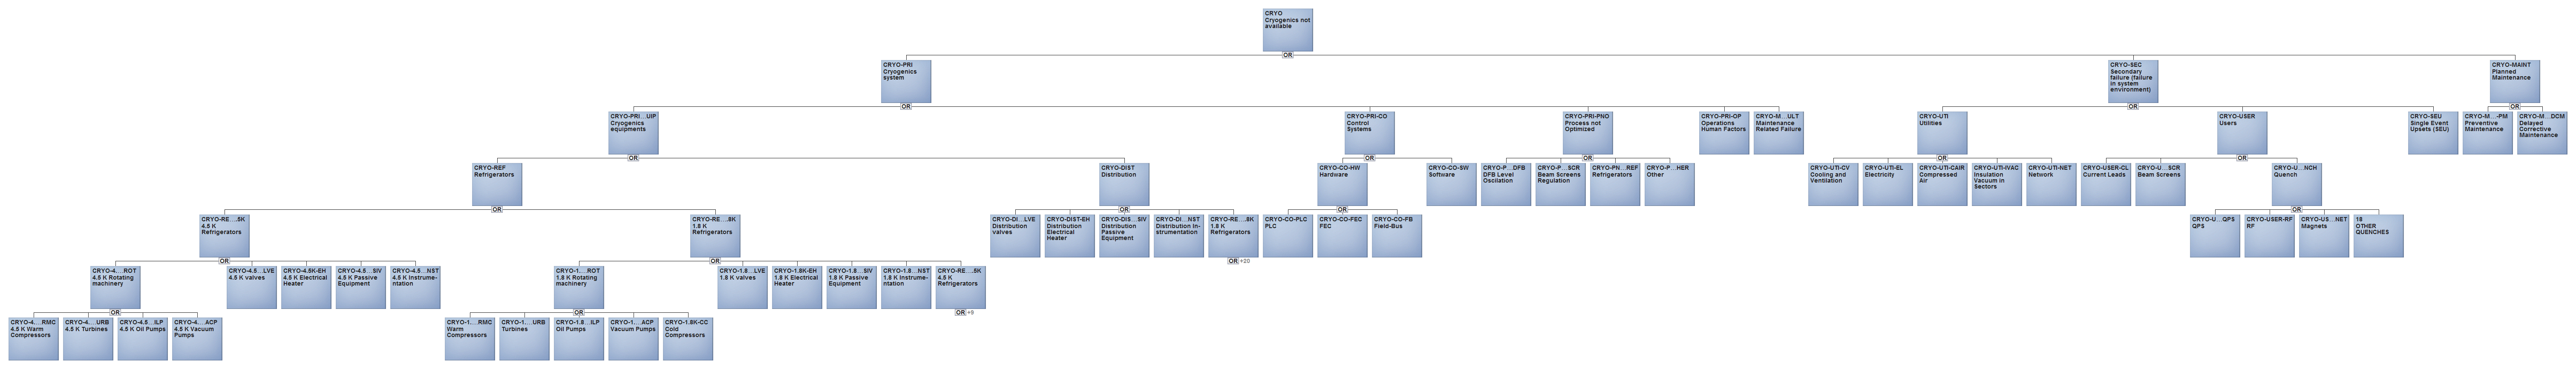 CRYO
Cryogenics not
available
OR
CRYO-PRI
Cryogenics
system
CRYO-SEC
Secondary
failure (failure
in system
environment)
CRYO-MAINT
Planned
Maintenance
OR
OR
OR
CRYO-PRI...UIP
Cryogenics
equipments
CRYO-PRI-CO
Control
Systems
CRYO-PRI-PNO
Process not
Optimized
CRYO-PRI-OP
Operations
Human Factors
CRYO-M...ULT
Maintenance
Related Failure
CRYO-UTI
Utilities
CRYO-USER
Users
CRYO-SEU
Single Event
Upsets (SEU)
CRYO-M...-PM
Preventive
Maintenance
CRYO-M...DCM
Delayed
Corrective
Maintenance
OR
OR
OR
OR
OR
CRYO-REF
Refrigerators
CRYO-DIST
Distribution
CRYO-CO-HW
Hardware
CRYO-CO-SW
Software
CRYO-P...DFB
DFB Level
Oscilation
CRYO-P...SCR
Beam Screens
Regulation
CRYO-PN...REF
Refrigerators
CRYO-P...HER
Other
CRYO-UTI-CV
Cooling and
Ventilation
CRYO-UTI-EL
Electricity
CRYO-UTI-CAIR
Compressed
Air
CRYO-UTI-IVAC
Insulation
Vacuum in
Sectors
CRYO-UTI-NET
Network
CRYO-USER-CL
Current Leads
CRYO-U...SCR
Beam Screens
CRYO-U...NCH
Quench
OR
OR
OR
OR
CRYO-RE....5K
4.5 K
Refrigerators
CRYO-RE....8K
1.8 K
Refrigerators
CRYO-DI...LVE
Distribution
valves
CRYO-DIST-EH
Distribution
Electrical
Heater
CRYO-DIS...SIV
Distribution
Passive
Equipment
CRYO-DI...NST
Distribution In-
strumentation
CRYO-RE....8K
1.8 K
Refrigerators
CRYO-CO-PLC
PLC
CRYO-CO-FEC
FEC
CRYO-CO-FB
Field-Bus
CRYO-U...QPS
QPS
CRYO-USER-RF
RF
CRYO-US...NET
Magnets
18
OTHER
QUENCHES
OR
OR
OR +20
CRYO-4....ROT
4.5 K Rotating
machinery
CRYO-4.5...LVE
4.5 K valves
CRYO-4.5K-EH
4.5 K Electrical
Heater
CRYO-4.5...SIV
4.5 K Passive
Equipment
CRYO-4.5...NST
4.5 K Instrume-
ntation
CRYO-1....ROT
1.8 K Rotating
machinery
CRYO-1.8...LVE
1.8 K valves
CRYO-1.8K-EH
1.8 K Electrical
Heater
CRYO-1.8...SIV
1.8 K Passive
Equipment
CRYO-1.8...NST
1.8 K Instrume-
ntation
CRYO-RE....5K
4.5 K
Refrigerators
OR
OR
OR +9
CRYO-4....RMC
4.5 K Warm
Compressors
CRYO-4....URB
4.5 K Turbines
CRYO-4.5...ILP
4.5 K Oil Pumps
CRYO-4....ACP
4.5 K Vacuum
Pumps
CRYO-1....RMC
Warm
Compressors
CRYO-1....URB
Turbines
CRYO-1.8...ILP
Oil Pumps
CRYO-1....ACP
Vacuum Pumps
CRYO-1.8K-CC
Cold
Compressors